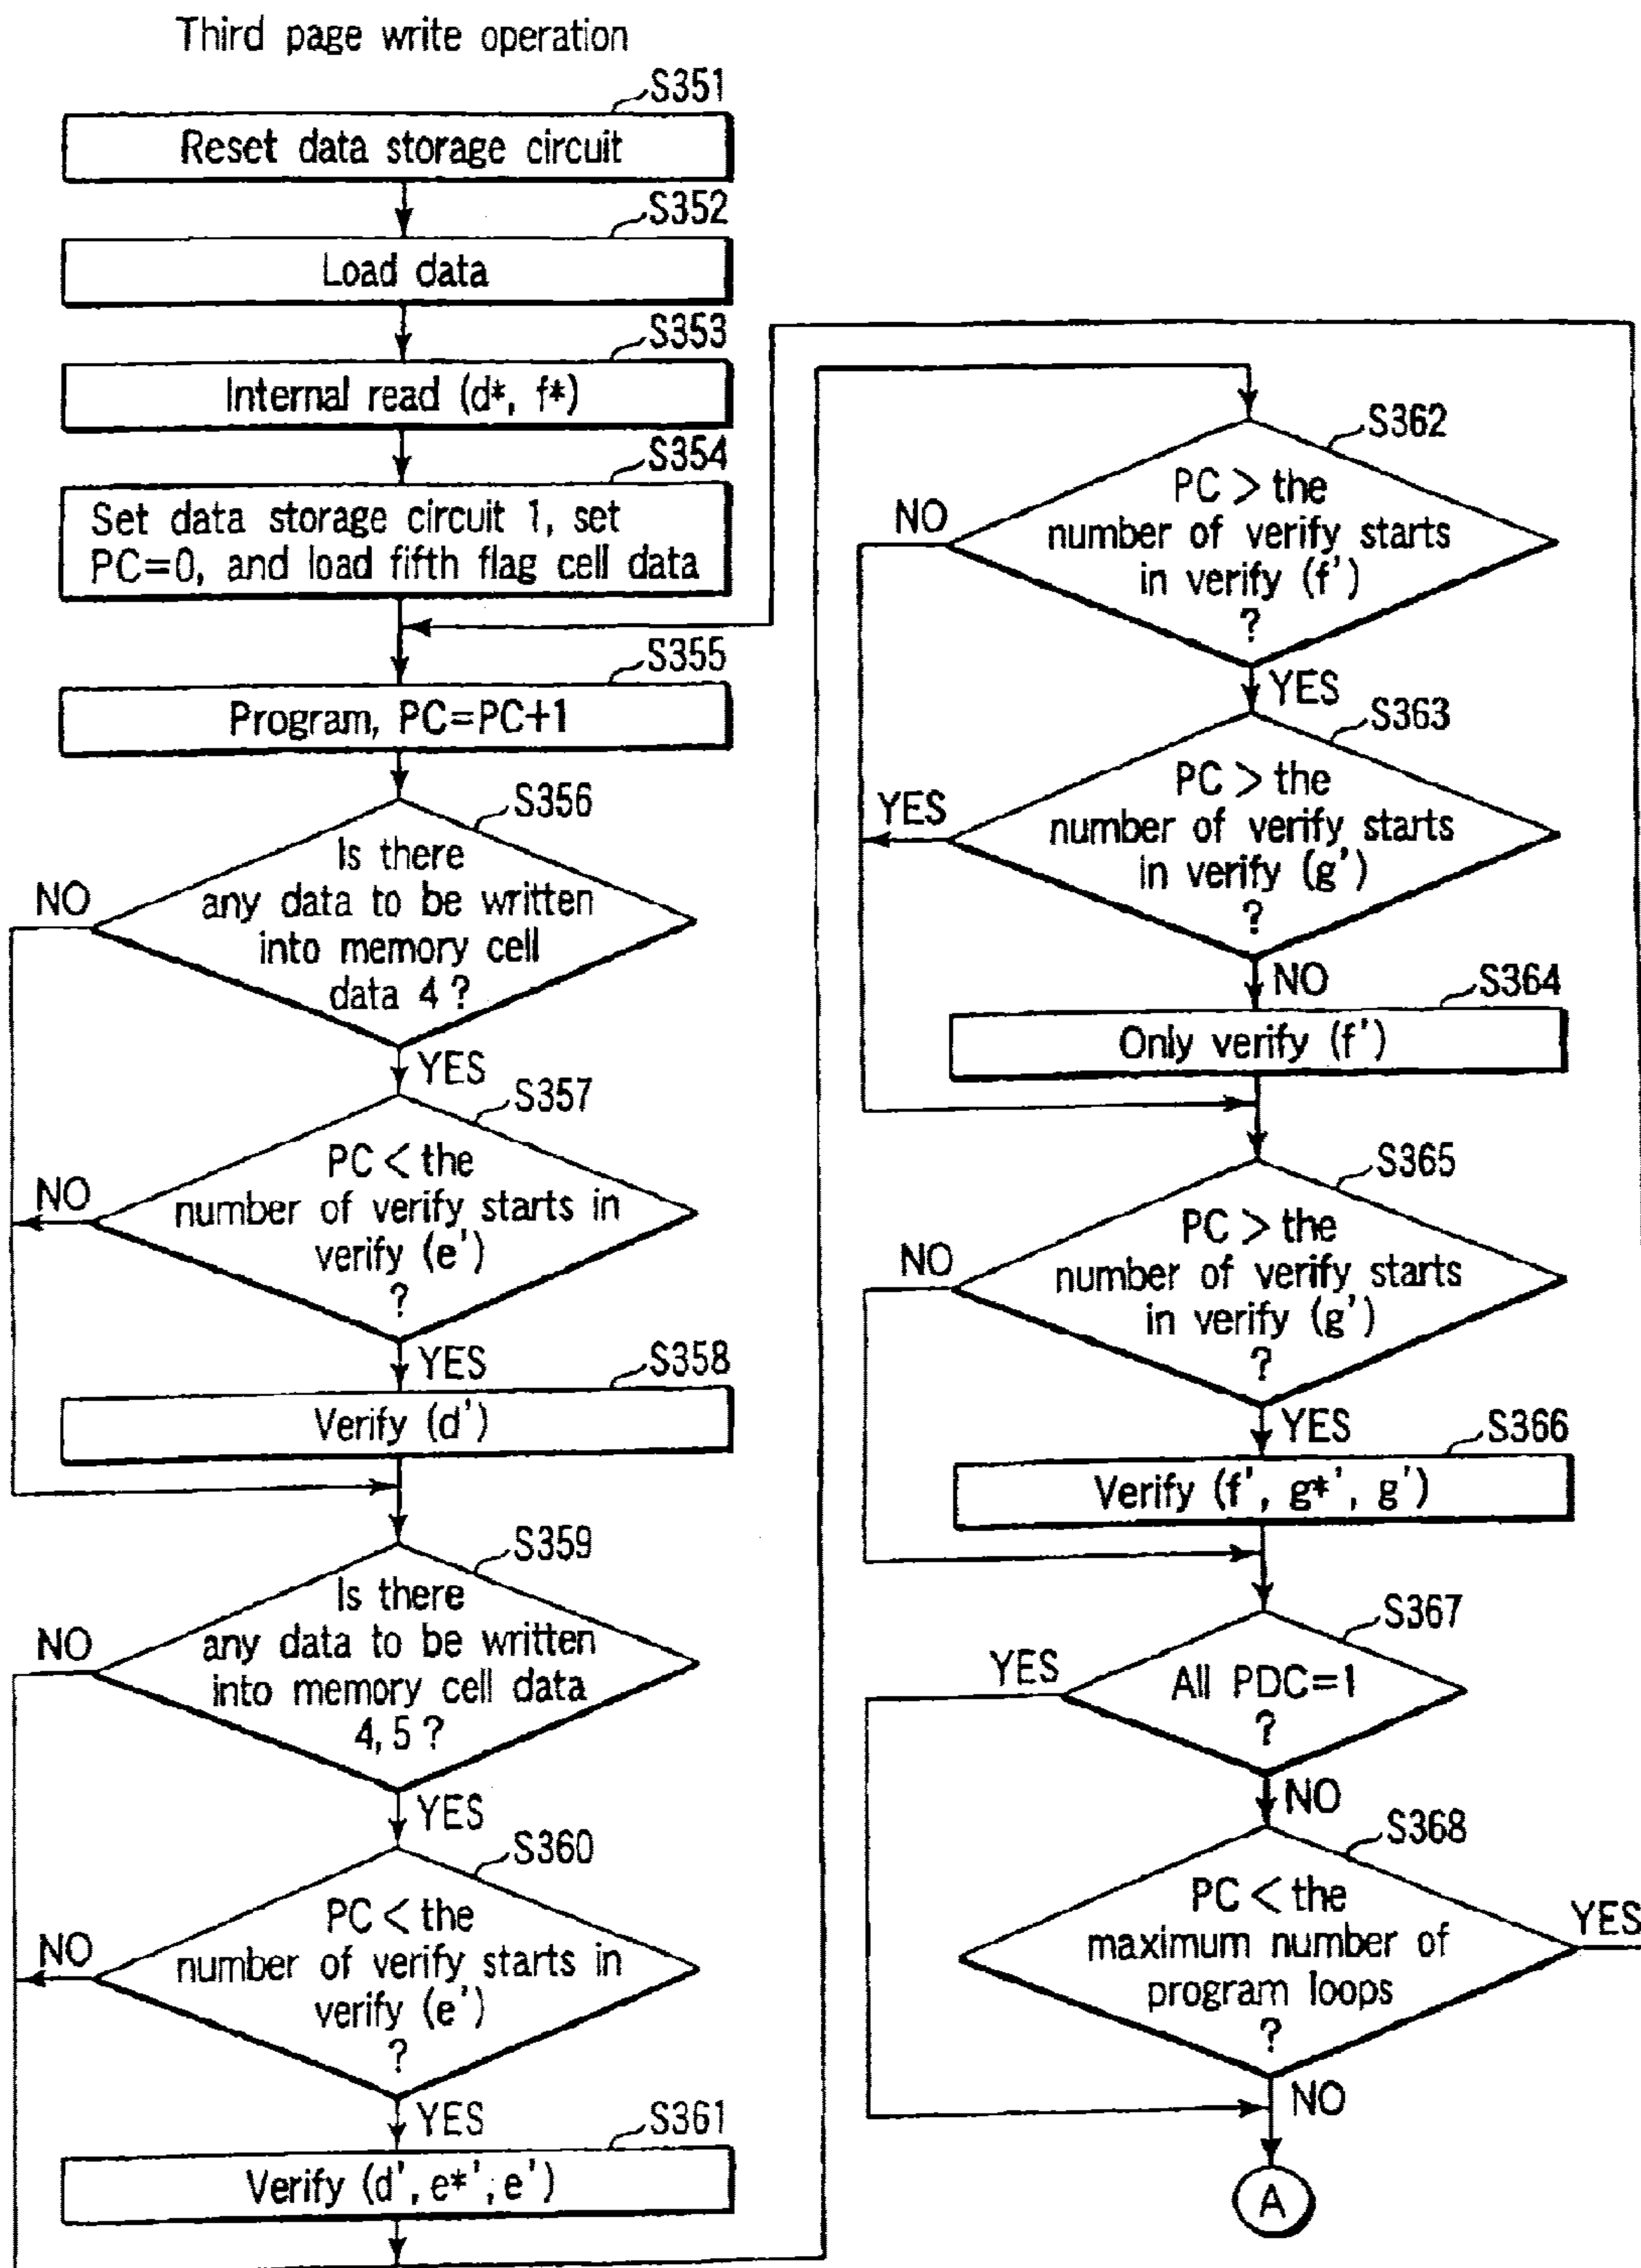 Third page write operation
S351
Reset data storage circuit
S352
Load data
S353
Internal read (d*, f*)
S354
Set data storage circuit 1, set
PC=0, and load fifth flag cell data
S355
Program, PC=PC+1
S356
Is there
any data to be written
into memory cell
data 4 ?
NO
YES
S357
PC < the
number of verify starts in
verify (e')
?
NO
YES
S358
Verify (d')
S359
Is there
any data to be written
into memory cell data
4, 5 ?
NO
YES
S360
PC < the
number of verify starts in
verify (e')
?
NO
YES
S361
Verify (d', e*', e')
S362
PC > the
number of verify starts
in verify (f')
?
NO
YES
S363
PC > the
number of verify starts
in verify (g')
?
YES
NO
S364
Only verify (f')
S365
PC > the
number of verify starts
in verify (g')
?
NO
YES
S366
Verify (f', g*', g')
S367
All PDC=1
?
YES
NO
S368
PC < the
maximum number of
program loops
?
YES
NO
A